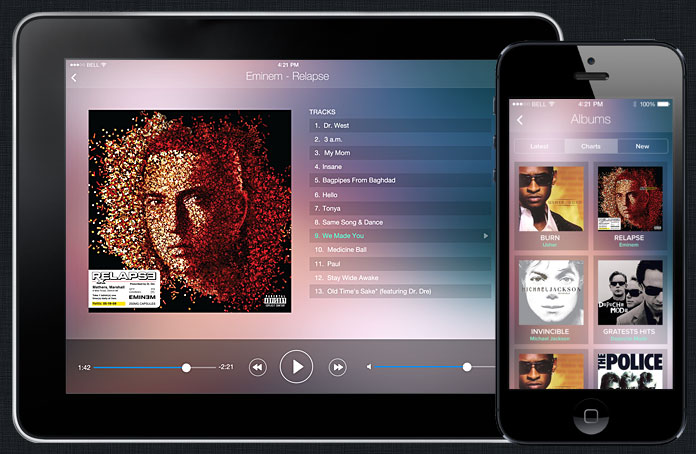 BELL
4:21 PM
Eminem - Relapse
TRACKS
1. Dr. West
2. 3 a.m.
3. My Mom
4. Insane
5. Bagpipes From Baghdad
6. Hello
7. Tonya
8. Same Song & Dance
9. We Made You
10. Medicine Ball
11. Paul
12. Stay Wide Awake
13. Old Time's Sake* (featuring Dr. Dre)
RELAPSE
Mathers, Marshall
EMINEM
PARENTAL
ADVISORY
1:42
-2:21
BELL
4:21 PM
100%
Albums
Latest
Charts
New
BURN
Usher
RELAPSE
Eminem
MICHAEL JACKSON
DEPECHE
MODE
INVINCIBLE
Michael Jackson
GRATESTS HITS
Depeche Mode
THE POLICE